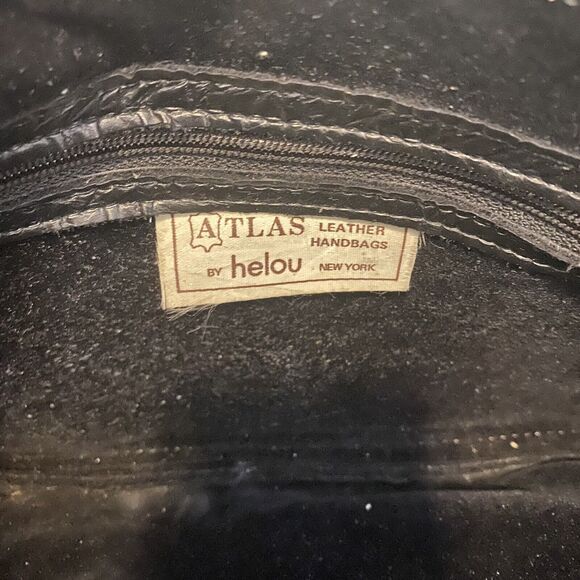 ATLAS LEATHER
HANDBAGS
BY helou NEW YORK